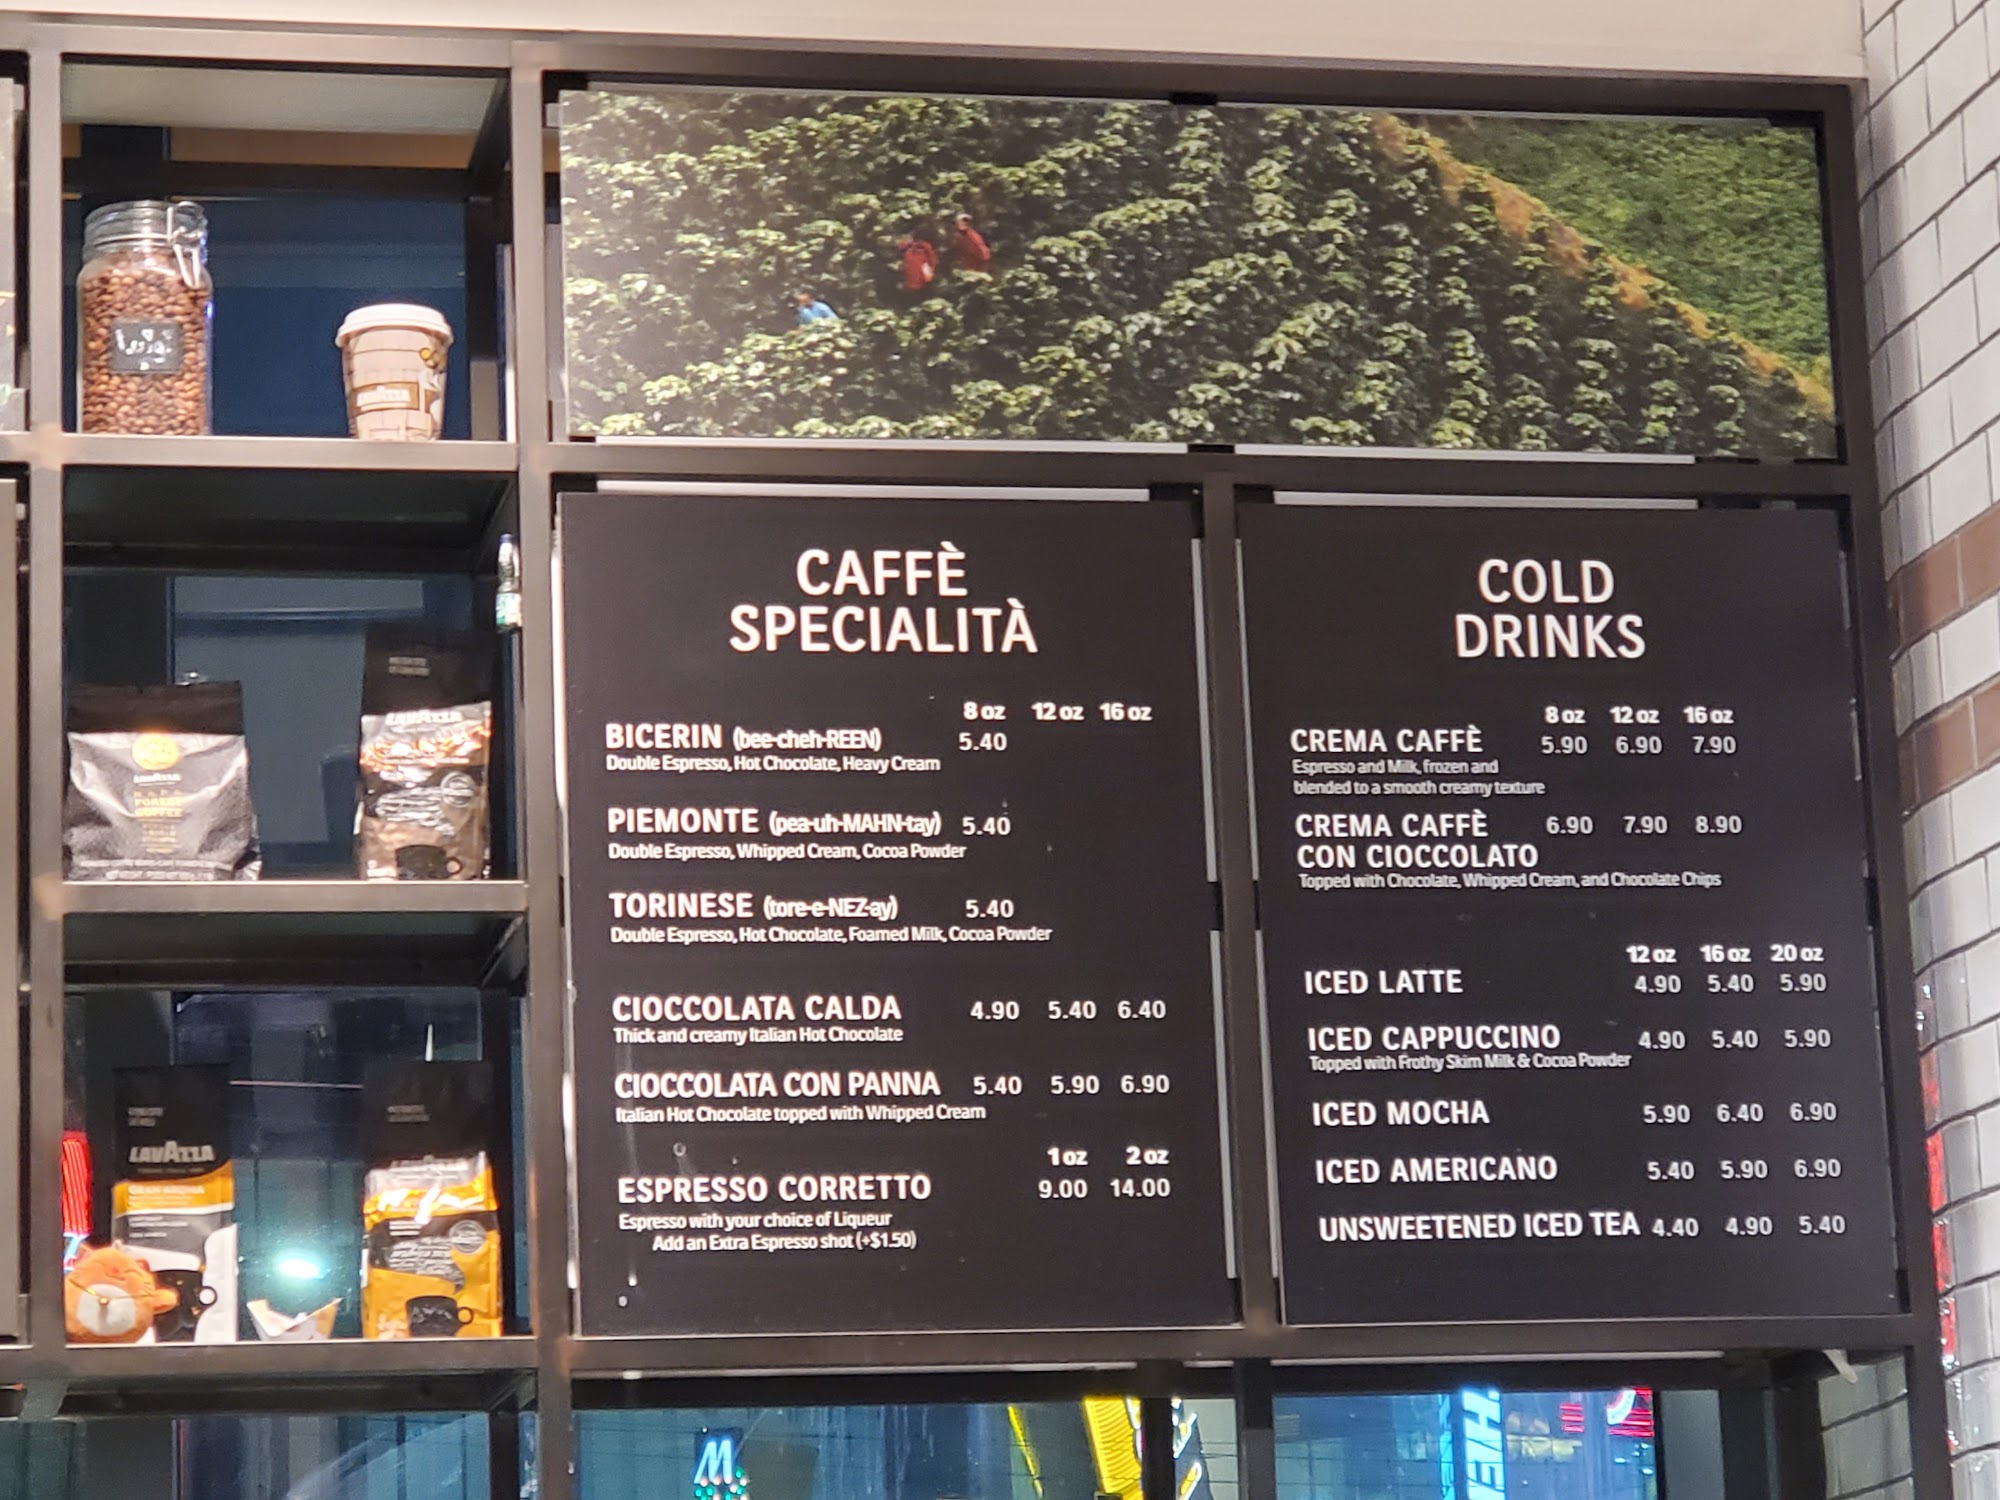 LAVAZZA
LAVAZZA
LAVAZZA
FOREST
COFFEE
LAVAZZA
GRAN AROMA
LAVAZZA
CAFFÈ
SPECIALITÀ
8 oz 12 oz 16 oz
BICERIN (bee-cheh-REEN) 5.40
Double Espresso, Hot Chocolate, Heavy Cream
PIEMONTE (pea-uh-MAHN-tay) 5.40
Double Espresso, Whipped Cream, Cocoa Powder
TORINESE (tore-e-NEZ-ay) 5.40
Double Espresso, Hot Chocolate, Foamed Milk, Cocoa Powder
CIOCCOLATA CALDA 4.90 5.40 6.40
Thick and creamy Italian Hot Chocolate
CIOCCOLATA CON PANNA 5.40 5.90 6.90
Italian Hot Chocolate topped with Whipped Cream
1 oz 2 oz
ESPRESSO CORRETTO 9.00 14.00
Espresso with your choice of Liqueur
Add an Extra Espresso shot (+$1.50)
COLD
DRINKS
8 oz 12 oz 16 oz
CREMA CAFFÈ 5.90 6.90 7.90
Espresso and Milk, frozen and
blended to a smooth creamy texture
CREMA CAFFÈ 6.90 7.90 8.90
CON CIOCCOLATO
Topped with Chocolate, Whipped Cream, and Chocolate Chips
12 oz 16 oz 20 oz
ICED LATTE 4.90 5.40 5.90
ICED CAPPUCCINO 4.90 5.40 5.90
Topped with Frothy Skim Milk & Cocoa Powder
ICED MOCHA 5.90 6.40 6.90
ICED AMERICANO 5.40 5.90 6.90
UNSWEETENED ICED TEA 4.40 4.90 5.40
M